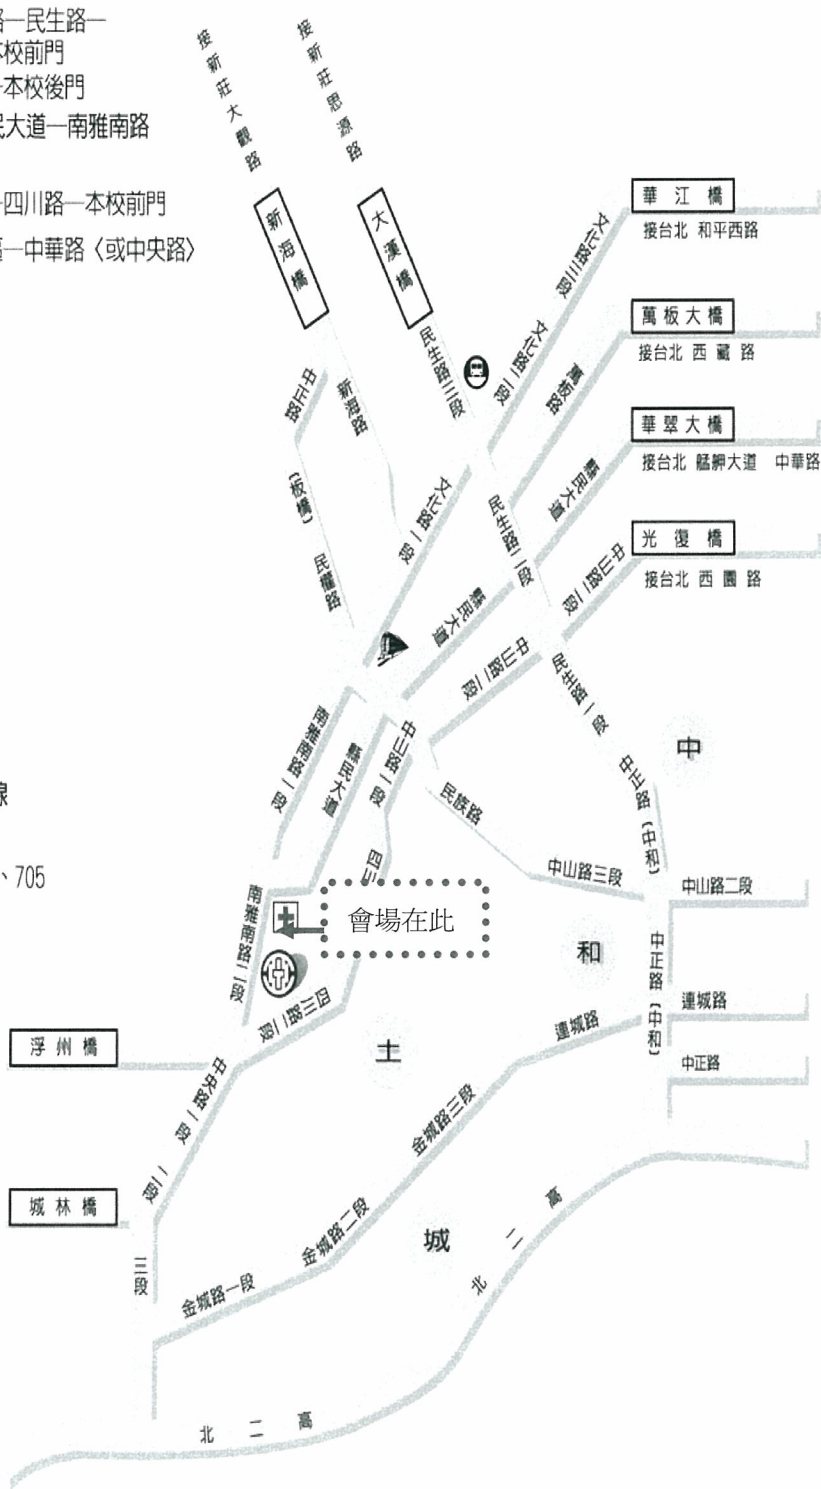 路—民生路—
本校前門
—本校後門
民大道—南雅南路
—四川路—本校前門
區—中華路〈或中央路〉
接新莊大觀路
接新莊思源路
新海橋
大漢橋
華江橋
接台北 和平西路
文化路三段
萬板大橋
接台北 西 藏 路
民生路三段
文化路二段
萬板路
中正路
新海路
華翠大橋
接台北 艋舺大道 中華路
(板橋)
文化路一段
民生路二段
縣民大道
光復橋
接台北 西 園 路
民權路
縣民大道
中山路二段
中山路二段
民生路一段
南雅南路一段
縣民大道
中山路一段
中
中正路(中和)
民族路
線
、705
四川
中山路三段
中山路二段
南雅南路二段
會場在此
和
中正路(中和)
四川路二段
連城路
連城路
浮州橋
土
中正路
中央路一段
金城路三段
二段
城林橋
金城路二段
城
三段
金城路一段
北二高
北二高